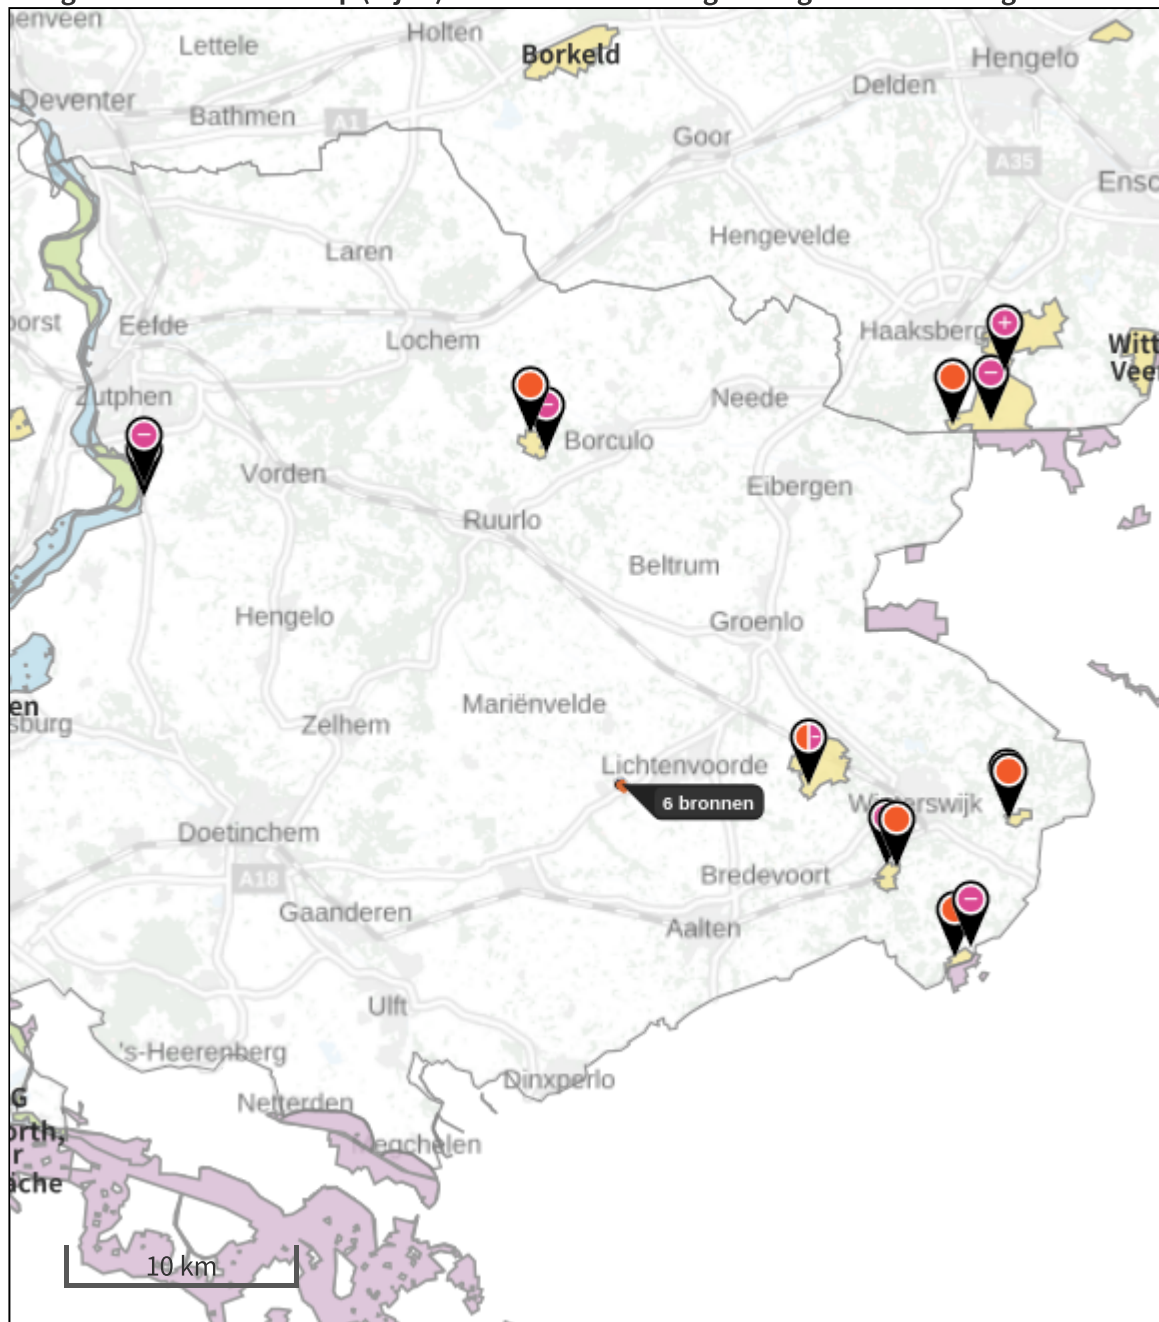 Holten
Lettele
Borkeld
Hengelo
Delden
Deventer
Bathmen
A1
Goor
A35
Laren
Hengevelde
Eefde
Haaksberg
Lochem
Zutphen
Neede
Borculo
Vorden
Eibergen
Ruurlo
Beltrum
Hengelo
Groenlo
Mariënvelde
Zelhem
Lichtenvoorde
6 bronnen
Winterswijk
Doetinchem
A18
Bredevoort
Gaanderen
Aalten
Ulft
's-Heerenberg
Dinxperlo
Netterden
Megchelen
10 km